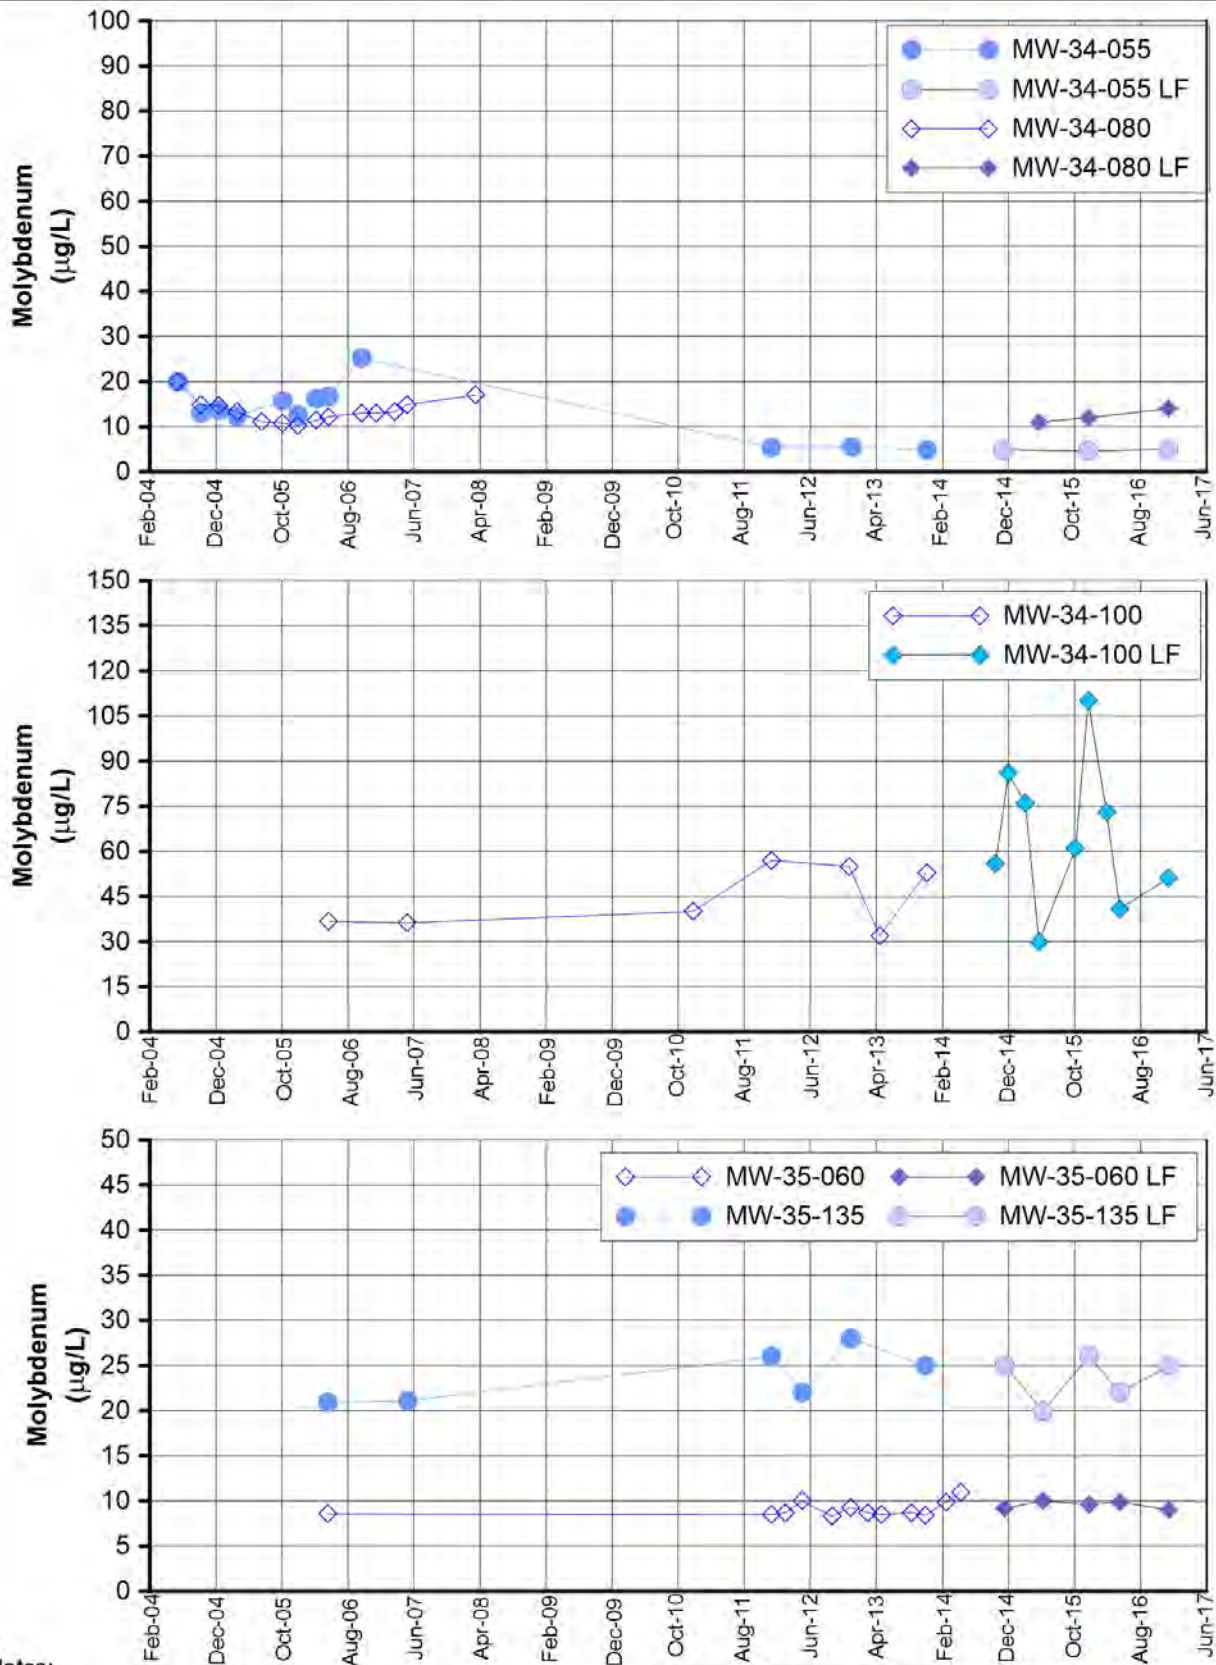 100
90
80
70
60
50
40
30
20
10
0
Molybdenum
(µg/L)
MW-34-055
MW-34-055 LF
MW-34-080
MW-34-080 LF
Feb-04 Dec-04 Oct-05 Aug-06 Jun-07 Apr-08 Feb-09 Dec-09 Oct-10 Aug-11 Jun-12 Apr-13 Feb-14 Dec-14 Oct-15 Aug-16 Jun-17
150
135
120
105
90
75
60
45
30
15
0
Molybdenum
(µg/L)
MW-34-100
MW-34-100 LF
Feb-04 Dec-04 Oct-05 Aug-06 Jun-07 Apr-08 Feb-09 Dec-09 Oct-10 Aug-11 Jun-12 Apr-13 Feb-14 Dec-14 Oct-15 Aug-16 Jun-17
50
45
40
35
30
25
20
15
10
5
0
Molybdenum
(µg/L)
MW-35-060 MW-35-060 LF
MW-35-135 MW-35-135 LF
Feb-04 Dec-04 Oct-05 Aug-06 Jun-07 Apr-08 Feb-09 Dec-09 Oct-10 Aug-11 Jun-12 Apr-13 Feb-14 Dec-14 Oct-15 Aug-16 Jun-17